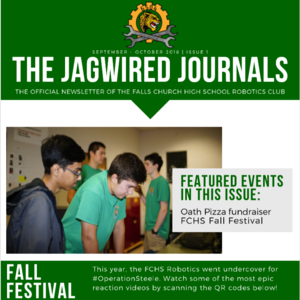 SEPTEMBER - OCTOBER 2018 | ISSUE 1
THE JAGWIRED JOURNALS
THE OFFICIAL NEWSLETTER OF THE FALLS CHURCH HIGH SCHOOL ROBOTICS CLUB
FEATURED EVENTS
IN THIS ISSUE:
Oath Pizza fundraiser
FCHS Fall Festival
FALL
FESTIVAL
This year, the FCHS Robotics went undercover for
#OperationSteele. Watch some of the most epic
reaction videos by scanning the QR codes below!